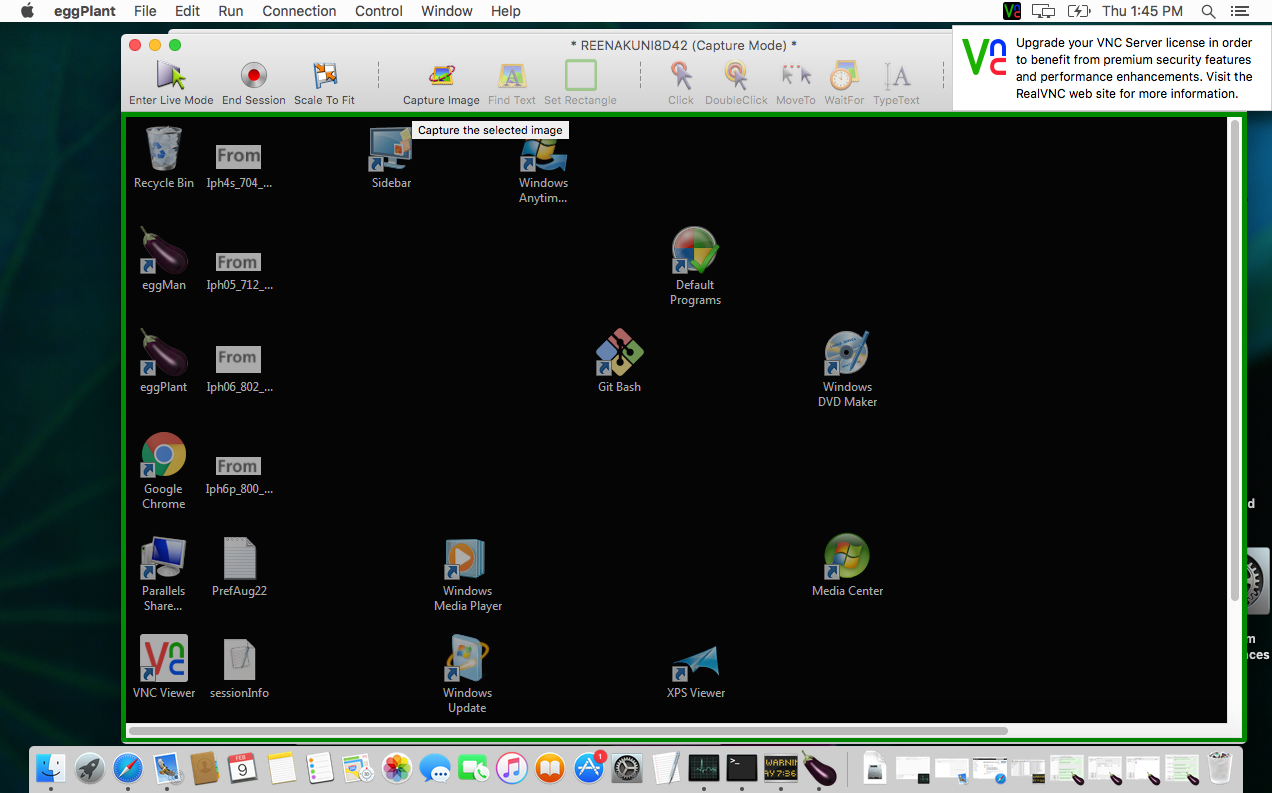 eggPlant File Edit Run Connection Control Window Help Thu 1:45 PM
* REENAKUNI8D42 (Capture Mode) *
Upgrade your VNC Server license in order
to benefit from premium security features
and performance enhancements. Visit the
RealVNC web site for more information.
Enter Live Mode End Session Scale To Fit Capture Image Find Text Set Rectangle Click DoubleClick MoveTo WaitFor TypeText
Capture the selected image
From
Recycle Bin Iph4s_704_... Sidebar Windows
Anytim...
From
eggMan Iph05_712_... Default
Programs
From
eggPlant Iph06_802_... Git Bash Windows
DVD Maker
From
Google Iph6p_800_...
Chrome
d
Parallels PrefAug22 Windows Media Center
Share... Media Player
m
ces
VNC Viewer sessionInfo Windows XPS Viewer
Update
FEB
9
1
WARNIN
AY 7:36